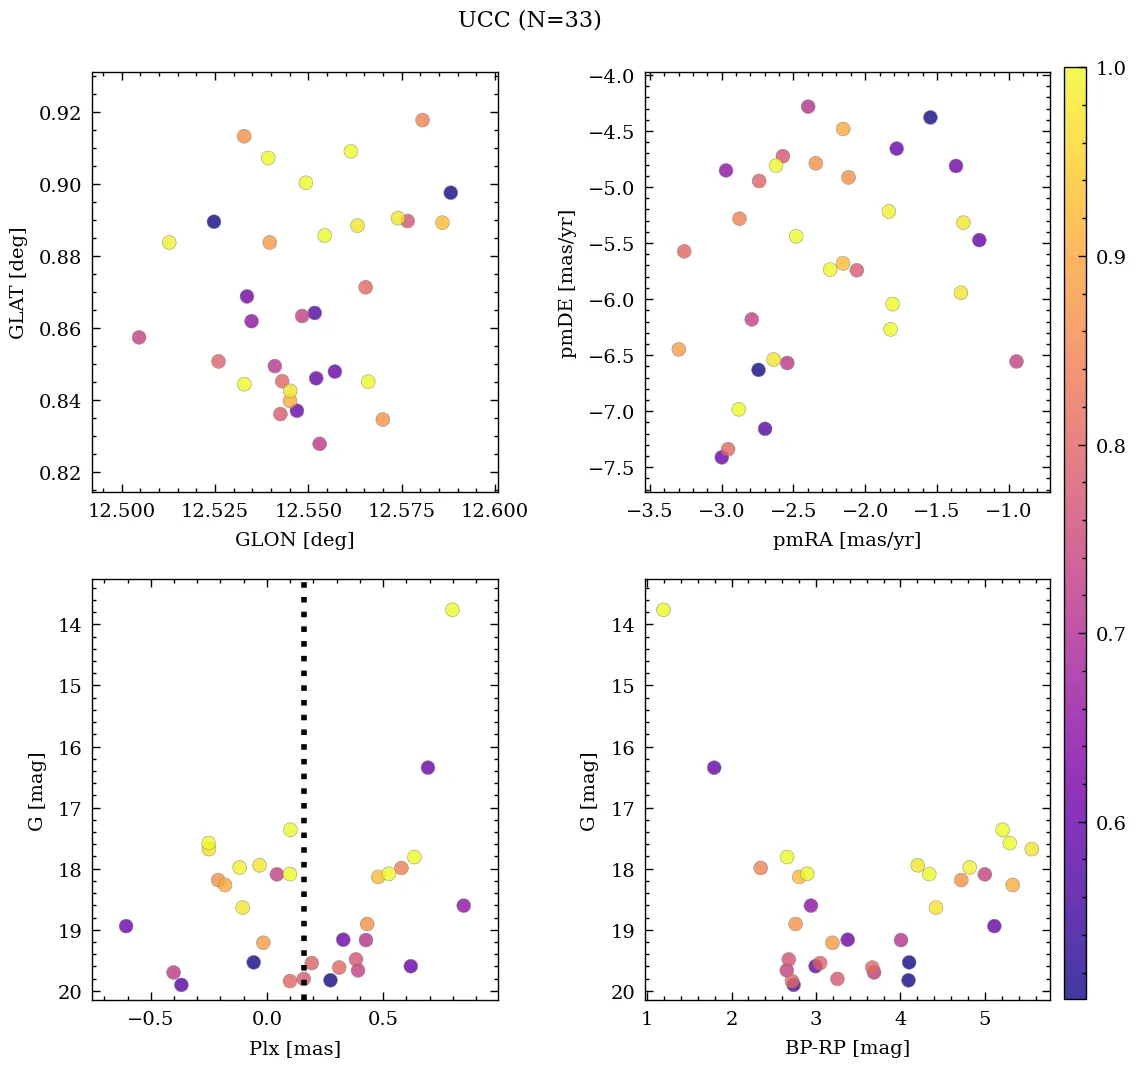 UCC (N=33)
0.92
0.90
0.88
0.86
0.84
0.82
GLAT [deg]
12.500 12.525 12.550 12.575 12.600
GLON [deg]
−4.0
−4.5
−5.0
−5.5
−6.0
−6.5
−7.0
−7.5
pmDE [mas/yr]
−3.5 −3.0 −2.5 −2.0 −1.5 −1.0
pmRA [mas/yr]
14
15
16
17
18
19
20
G [mag]
−0.5 0.0 0.5
Plx [mas]
14
15
16
17
18
19
20
G [mag]
1 2 3 4 5
BP-RP [mag]
1.0
0.9
0.8
0.7
0.6